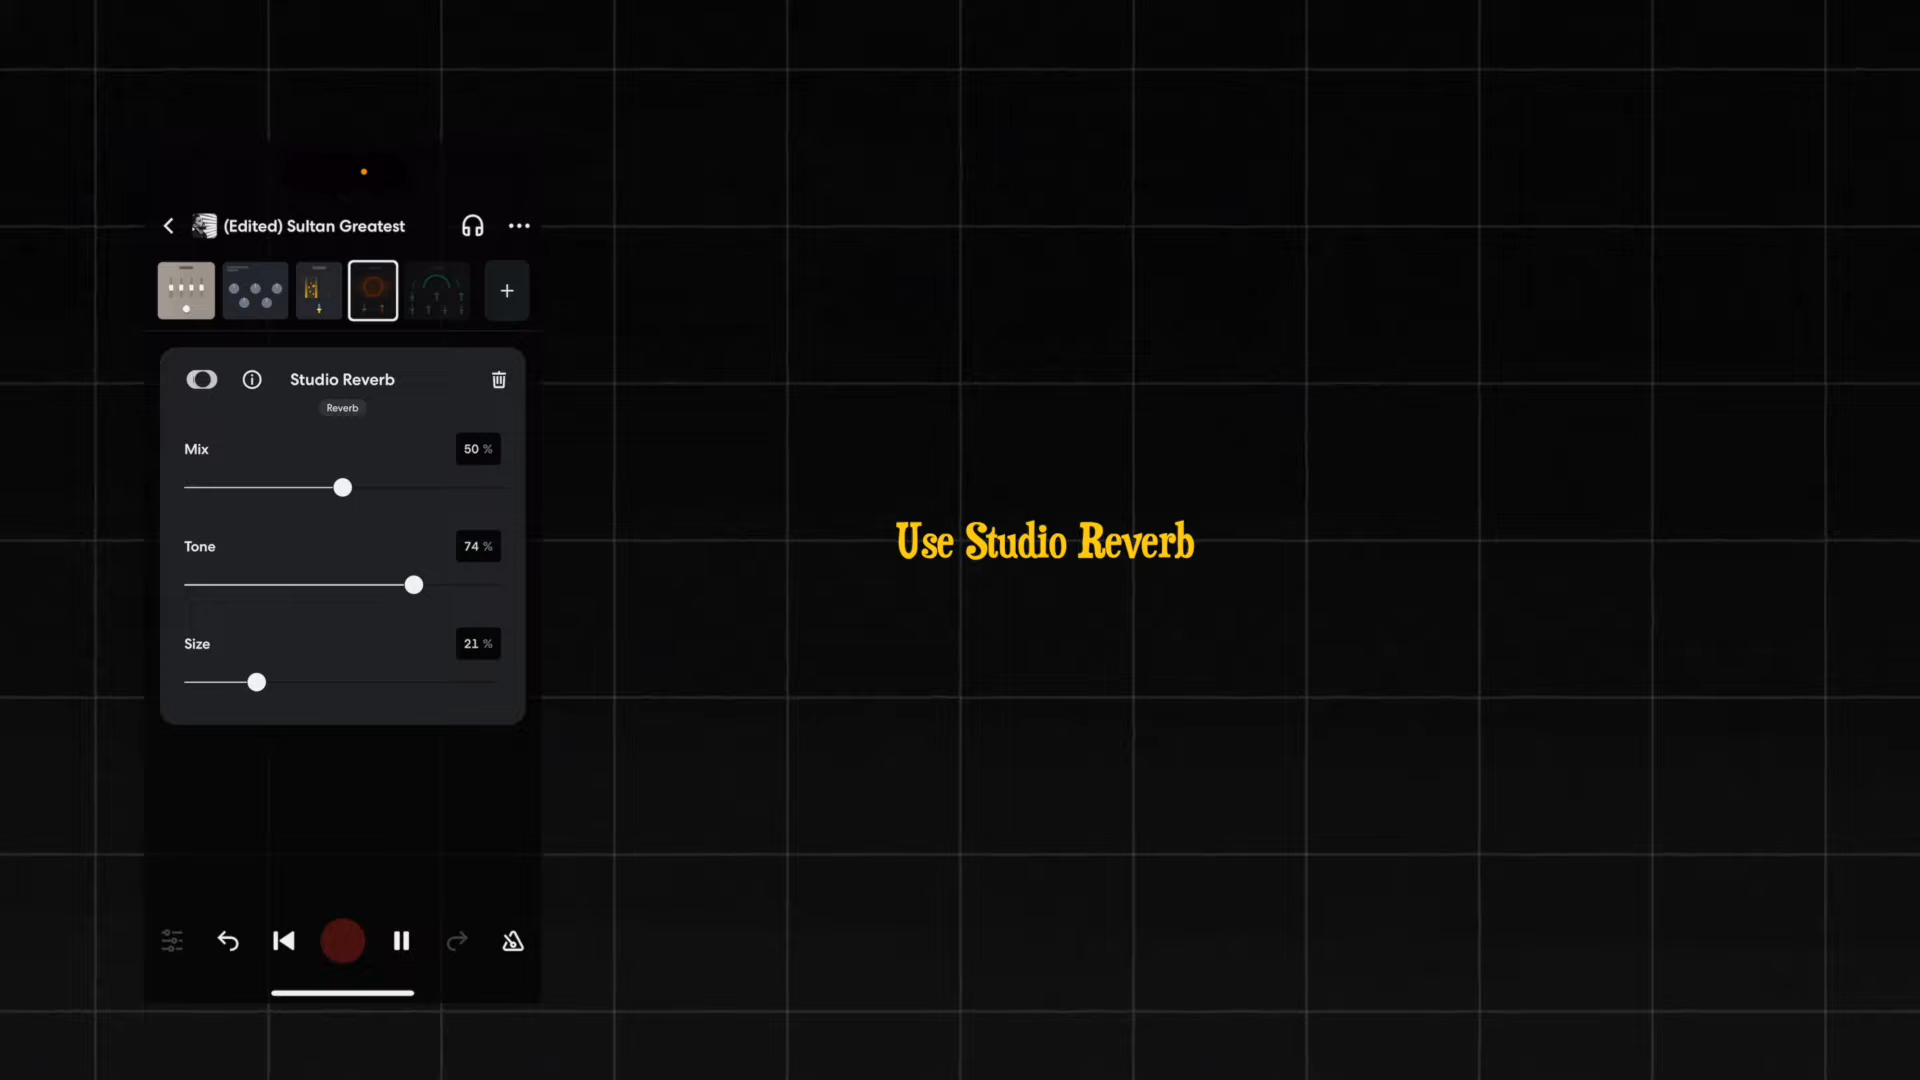 (Edited) Sultan Greatest
Studio Reverb
Reverb
Mix
50 %
Tone
74 %
Size
21 %
Use Studio Reverb